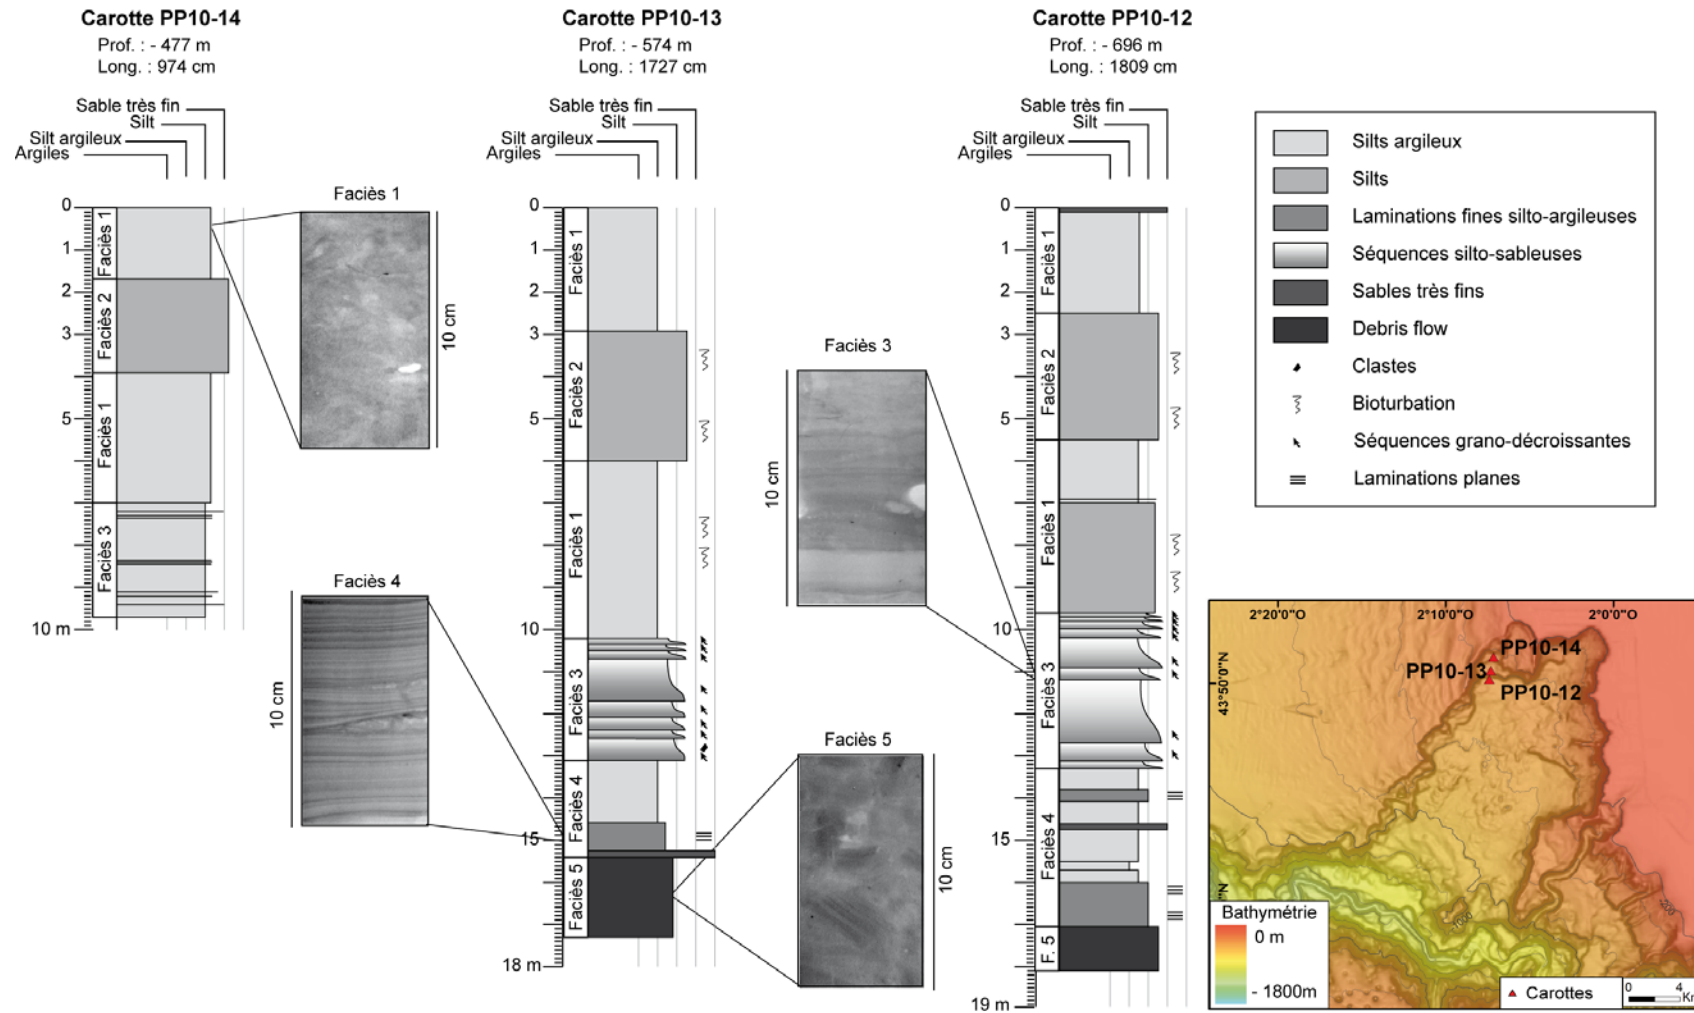 Carotte PP10-14
Prof. : - 477 m
Long. : 974 cm
Sable très fin
Silt
Silt argileux
Argiles
0
1
2
3
5
10 m
Faciès 1
Faciès 2
Faciès 1
Faciès 3
Faciès 1
10 cm
Faciès 4
10 cm
Carotte PP10-13
Prof. : - 574 m
Long. : 1727 cm
Sable très fin
Silt
Silt argileux
Argiles
0
1
2
3
5
10
15
18 m
Faciès 1
Faciès 2
Faciès 1
Faciès 3
Faciès 4
Faciès 5
Faciès 3
10 cm
Faciès 5
10 cm
Carotte PP10-12
Prof. : - 696 m
Long. : 1809 cm
Sable très fin
Silt
Silt argileux
Argiles
0
1
2
3
5
10
15
19 m
Faciès 1
Faciès 2
Faciès 1
Faciès 3
Faciès 4
F. 5
Silts argileux
Silts
Laminations fines silto-argileuses
Séquences silto-sableuses
Sables très fins
Debris flow
Clastes
Bioturbation
Séquences grano-décroissantes
Laminations planes
2°20'0"O
2°10'0"O
2°0'0"O
43°50'0"N
"N
PP10-14
PP10-13
PP10-12
-200
-1000
Bathymétrie
0 m
- 1800m
Carottes
0 4
Km